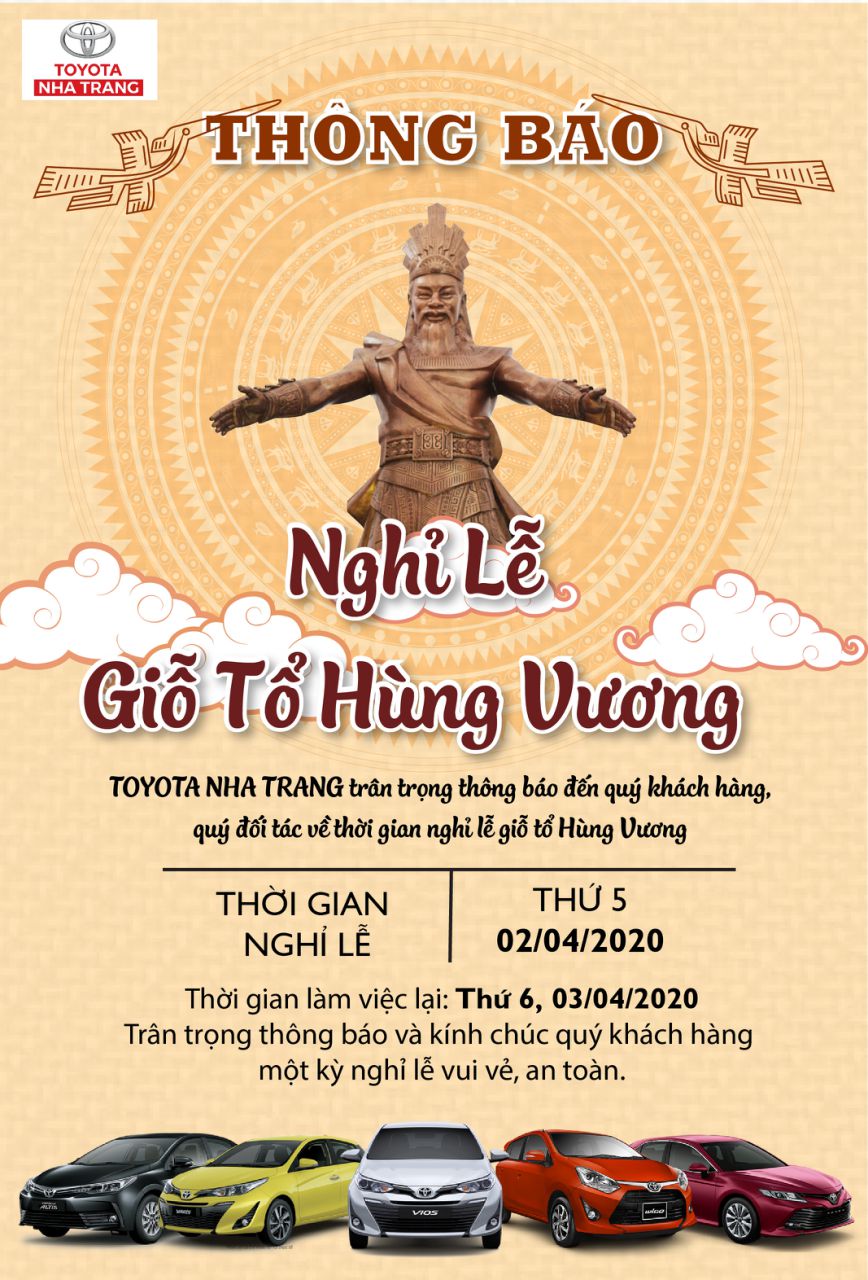 TOYOTA
NHA TRANG
THÔNG BÁO
Nghỉ Lễ
Giỗ Tổ Hùng Vương
TOYOTA NHA TRANG trân trọng thông báo đến quý khách hàng,
quý đối tác về thời gian nghỉ lễ giỗ tổ Hùng Vương
THỜI GIAN
NGHỈ LỄ
THỨ 5
02/04/2020
Thời gian làm việc lại: Thứ 6, 03/04/2020
Trân trọng thông báo và kính chúc quý khách hàng
một kỳ nghỉ lễ vui vẻ, an toàn.
ALTIS
YARIS
VIOS
WIGO